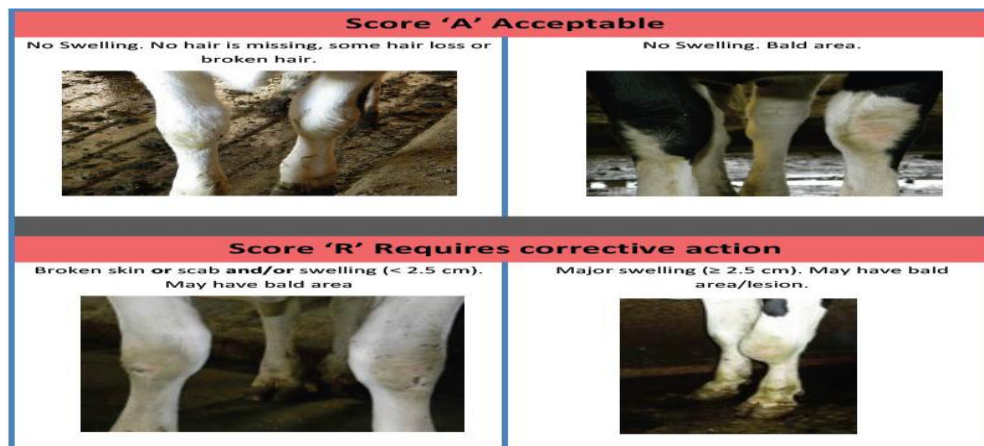 Score ‘A’ Acceptable
No Swelling. No hair is missing, some hair loss or
broken hair.
No Swelling. Bald area.
Score ‘R’ Requires corrective action
Broken skin or scab and/or swelling (< 2.5 cm).
May have bald area
Major swelling (≥ 2.5 cm). May have bald
area/lesion.